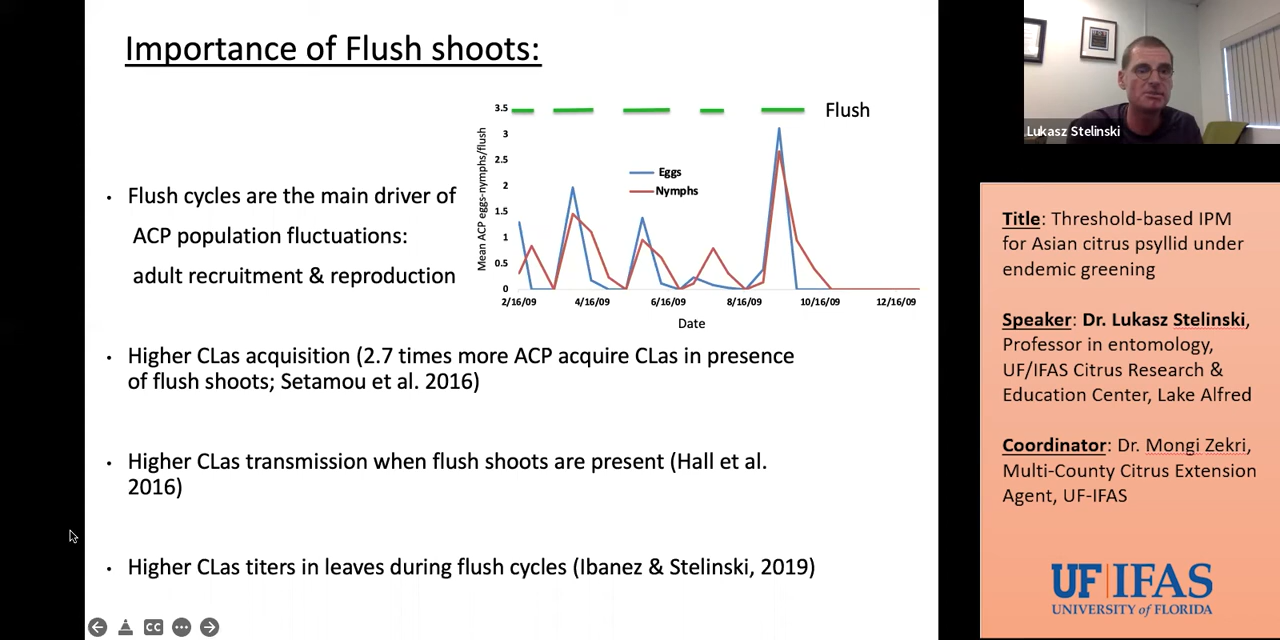 Importance of Flush shoots:
3.5
3
2.5
2
1.5
1
0.5
0
Mean ACP eggs-nymphs/flush
Flush
Eggs
Nymphs
2/16/09 4/16/09 6/16/09 8/16/09 10/16/09 12/16/09
Date
• Flush cycles are the main driver of
ACP population fluctuations:
adult recruitment & reproduction
• Higher CLas acquisition (2.7 times more ACP acquire CLas in presence
of flush shoots; Setamou et al. 2016)
• Higher CLas transmission when flush shoots are present (Hall et al.
2016)
• Higher CLas titers in leaves during flush cycles (Ibanez & Stelinski, 2019)
CC
Lukasz Stelinski
Title: Threshold-based IPM
for Asian citrus psyllid under
endemic greening
Speaker: Dr. Lukasz Stelinski,
Professor in entomology,
UF/IFAS Citrus Research &
Education Center, Lake Alfred
Coordinator: Dr. Mongi Zekri,
Multi-County Citrus Extension
Agent, UF-IFAS
UF|IFAS
UNIVERSITY of FLORIDA